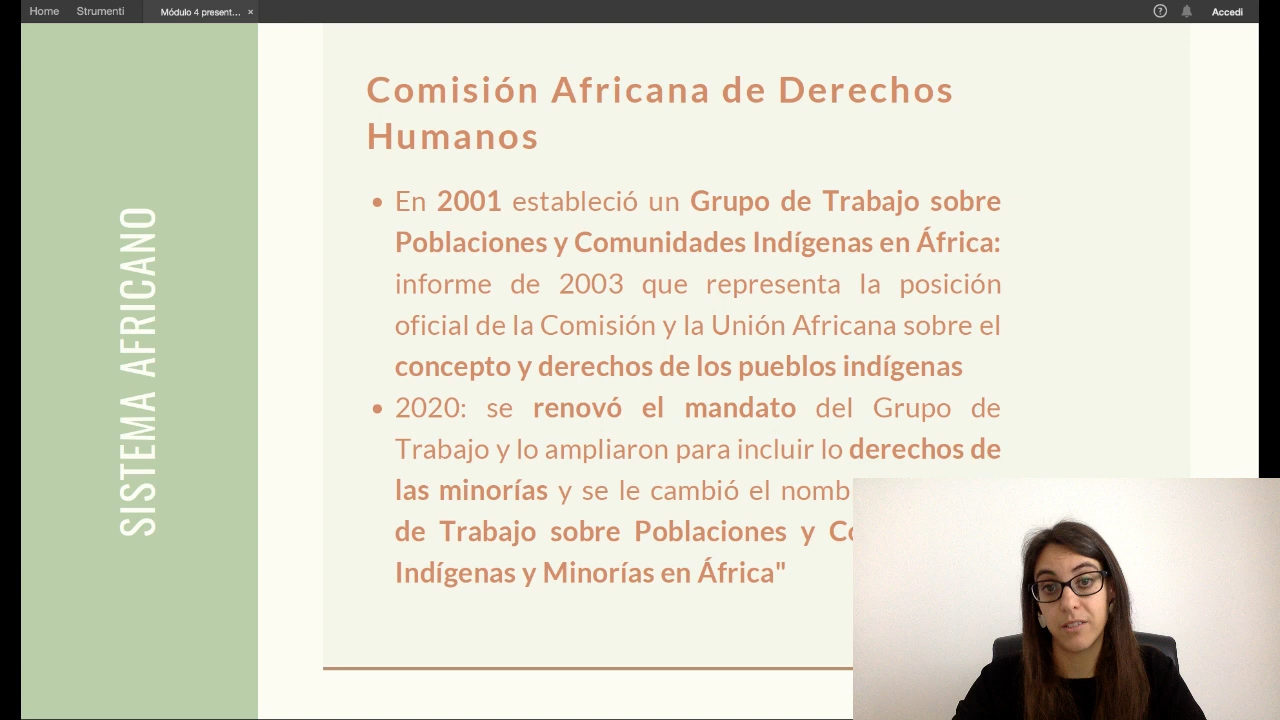 Home Strumenti Módulo 4 present... × ? Accedi
SISTEMA AFRICANO
Comisión Africana de Derechos
Humanos
• En 2001 estableció un Grupo de Trabajo sobre
Poblaciones y Comunidades Indígenas en África:
informe de 2003 que representa la posición
oficial de la Comisión y la Unión Africana sobre el
concepto y derechos de los pueblos indígenas
• 2020: se renovó el mandato del Grupo de
Trabajo y lo ampliaron para incluir lo derechos de
las minorías y se le cambió el nomb
de Trabajo sobre Poblaciones y Co
Indígenas y Minorías en África"